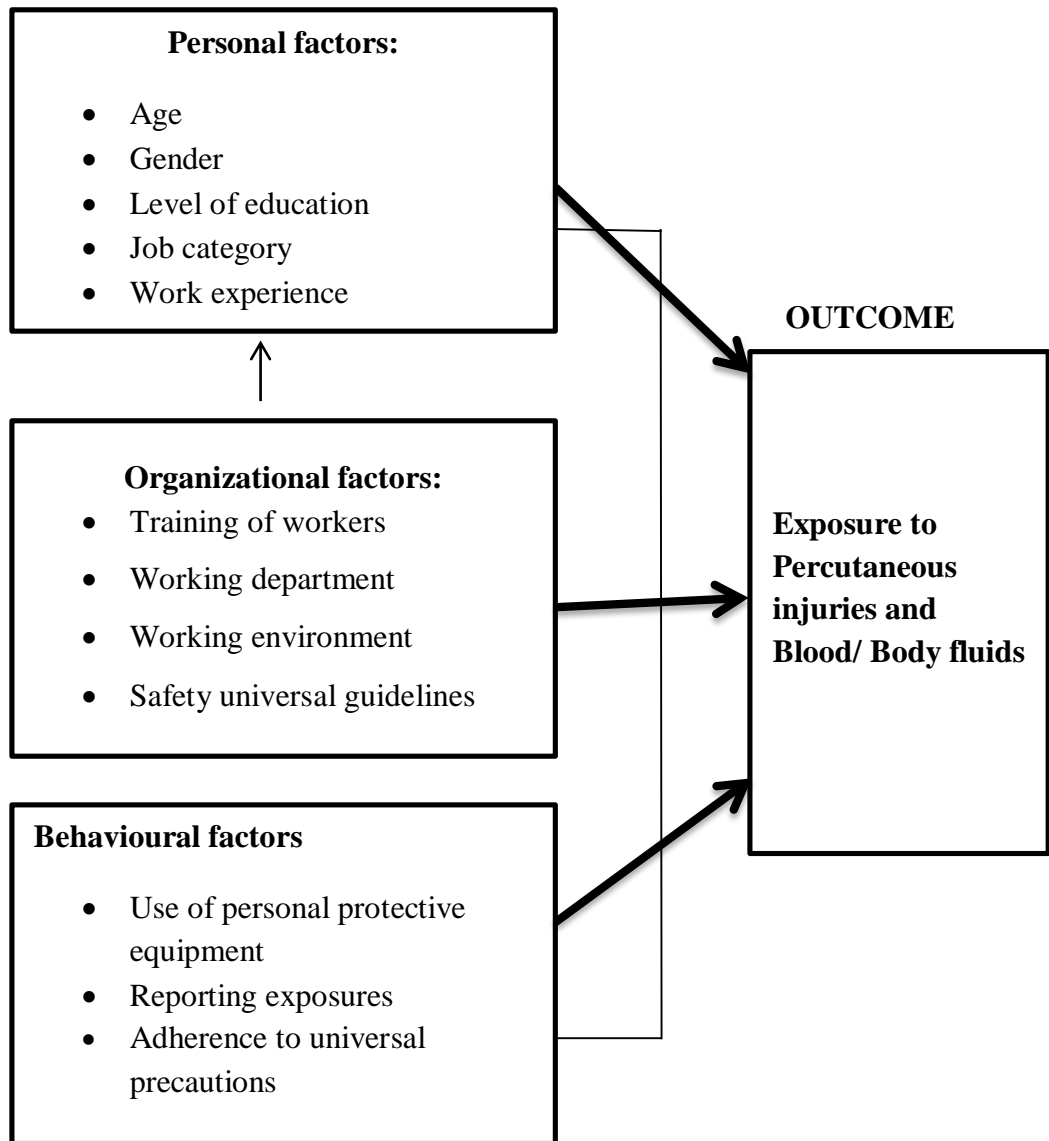 Personal factors:
• Age
• Gender
• Level of education
• Job category
• Work experience
Organizational factors:
• Training of workers
• Working department
• Working environment
• Safety universal guidelines
Behavioural factors
• Use of personal protective
equipment
• Reporting exposures
• Adherence to universal
precautions
OUTCOME
Exposure to
Percutaneous
injuries and
Blood/ Body fluids